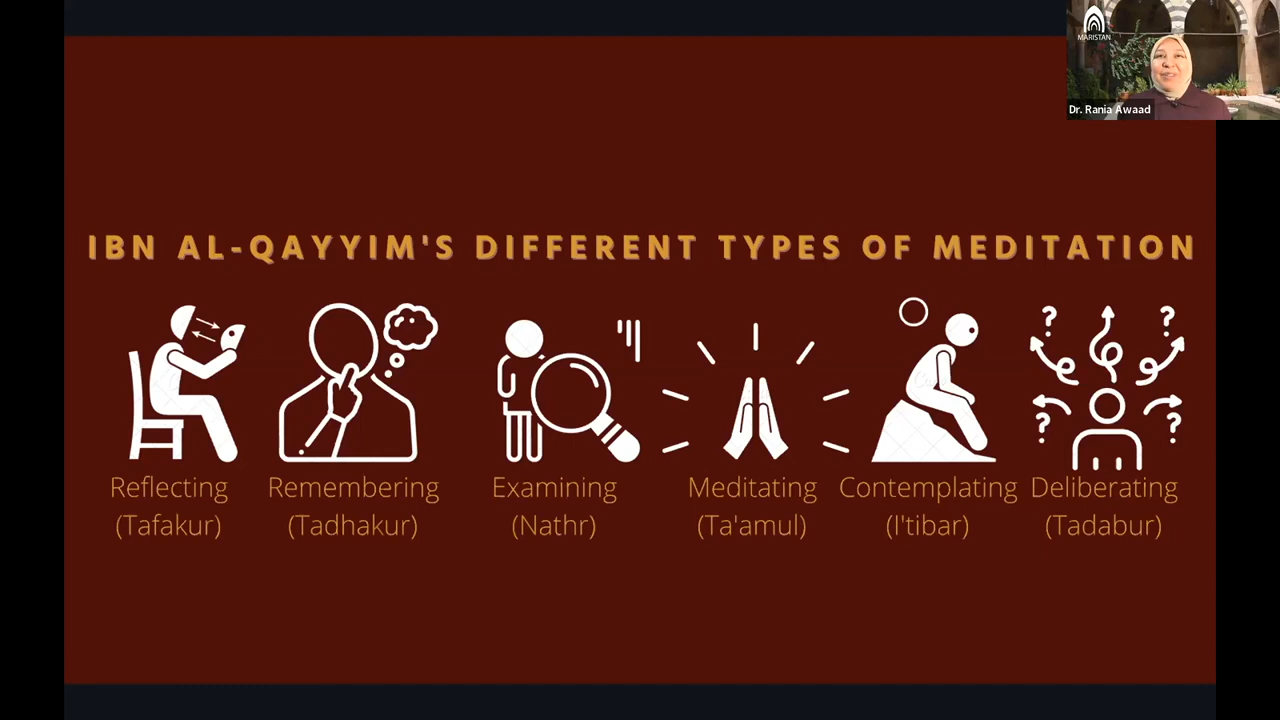 MARISTAN
Dr. Rania Awaad
IBN AL-QAYYIM'S DIFFERENT TYPES OF MEDITATION
Reflecting
(Tafakur)
Remembering
(Tadhakur)
Examining
(Nathr)
Meditating
(Ta'amul)
Contemplating
(I'tibar)
Deliberating
(Tadabur)
? ?
? ?